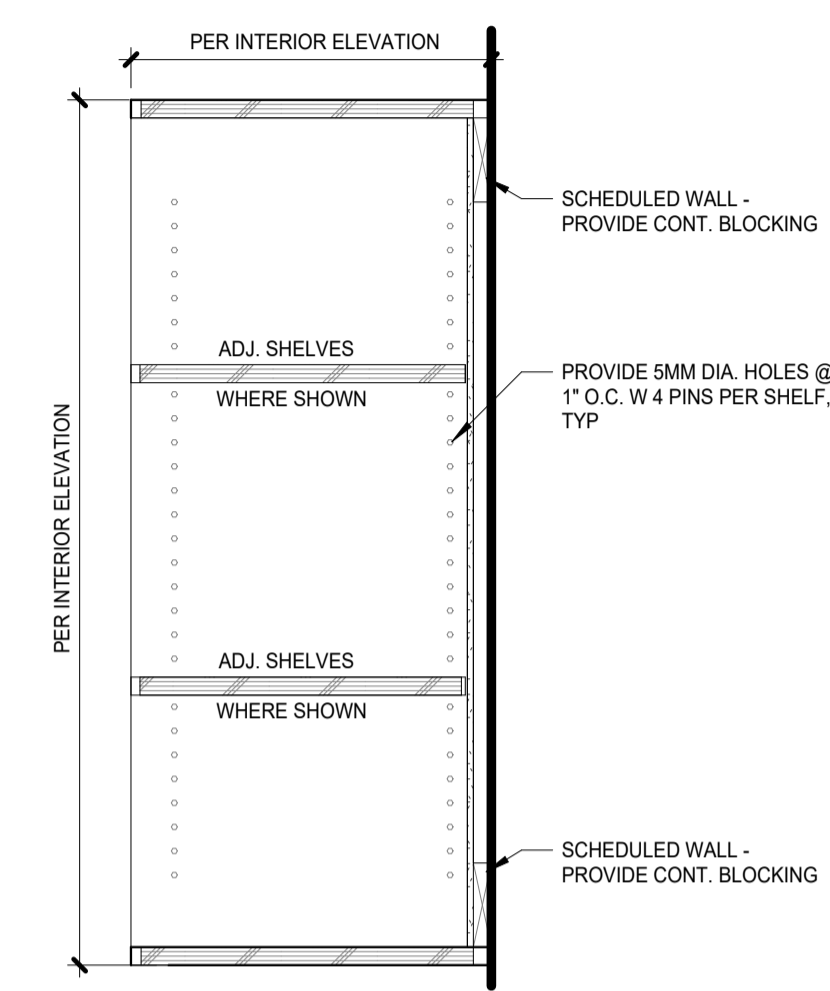 PER INTERIOR ELEVATION
SCHEDULED WALL -
PROVIDE CONT. BLOCKING
ADJ. SHELVES
WHERE SHOWN
PROVIDE 5MM DIA. HOLES @
1" O.C. W 4 PINS PER SHELF,
TYP
PER INTERIOR ELEVATION
ADJ. SHELVES
WHERE SHOWN
SCHEDULED WALL -
PROVIDE CONT. BLOCKING